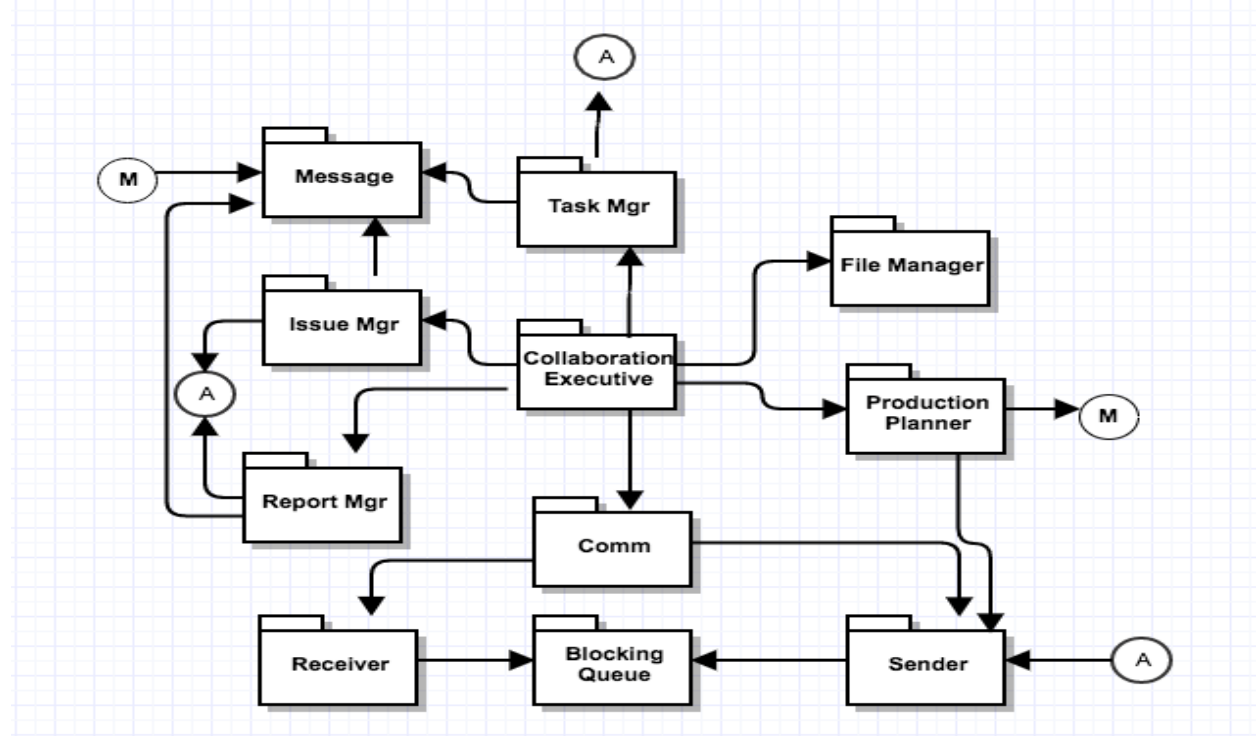 A
Message
M
Task Mgr
File Manager
Issue Mgr
Collaboration
Executive
A
Production
Planner
M
Report Mgr
Comm
Receiver
Blocking
Queue
Sender
A